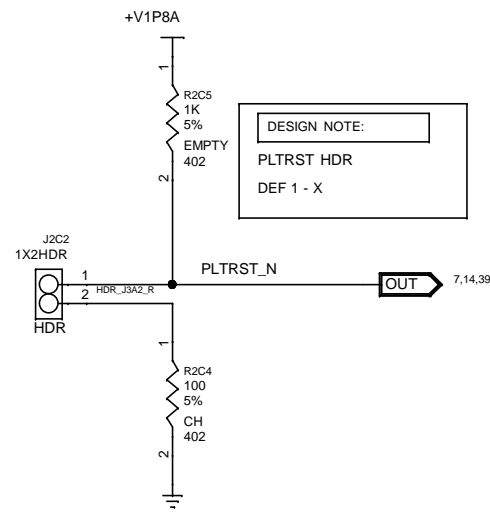 +V1P8A
1
R2C5
1K
5%
EMPTY
402
2
DESIGN NOTE:
PLTRST HDR
DEF 1 - X
J2C2
1X2HDR
1
2
HDR_J3A2_R
HDR
PLTRST_N
OUT
7,14,39
1
R2C4
100
5%
CH
402
2